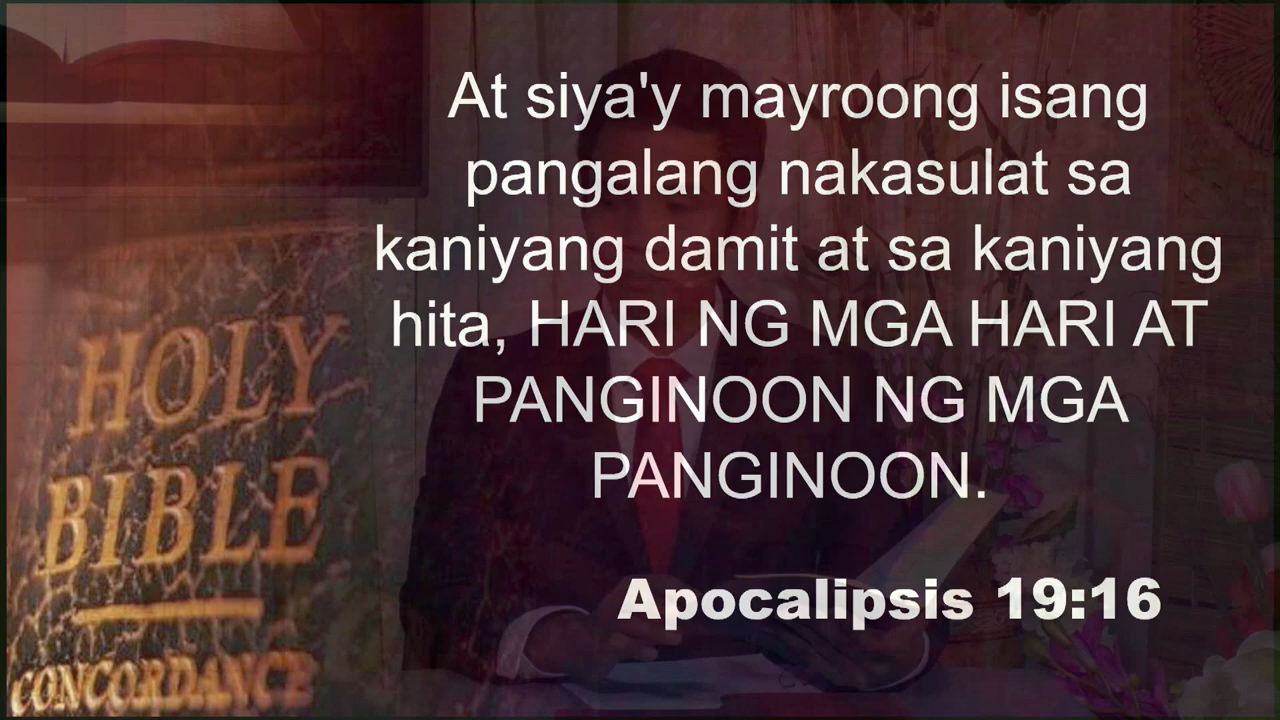 At siya'y mayroong isang
pangalang nakasulat sa
kaniyang damit at sa kaniyang
hita, HARI NG MGA HARI AT
PANGINOON NG MGA
PANGINOON.
Apocalipsis 19:16
HOLY
BIBLE
CONCORDANCE